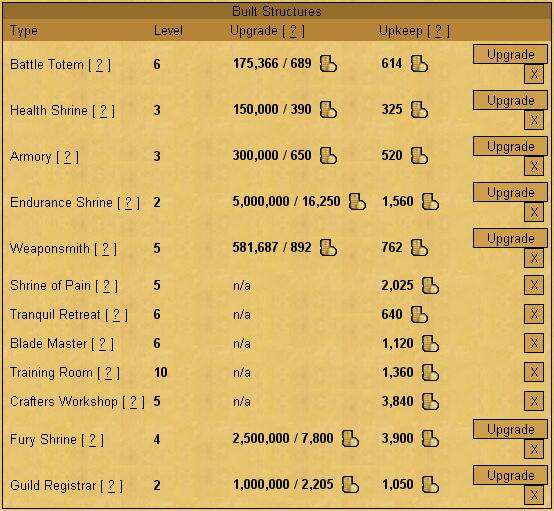 Built Structures
Type Level Upgrade [ ? ] Upkeep [ ? ]
Battle Totem [ ? ] 6 175,366 / 689 614 Upgrade X
Health Shrine [ ? ] 3 150,000 / 390 325 Upgrade X
Armory [ ? ] 3 300,000 / 650 520 Upgrade X
Endurance Shrine [ ? ] 2 5,000,000 / 16,250 1,560 Upgrade X
Weaponsmith [ ? ] 5 581,687 / 892 762 Upgrade X
Shrine of Pain [ ? ] 5 n/a 2,025 X
Tranquil Retreat [ ? ] 6 n/a 640 X
Blade Master [ ? ] 6 n/a 1,120 X
Training Room [ ? ] 10 n/a 1,360 X
Crafters Workshop [ ? ] 5 n/a 3,840 X
Fury Shrine [ ? ] 4 2,500,000 / 7,800 3,900 Upgrade X
Guild Registrar [ ? ] 2 1,000,000 / 2,205 1,050 Upgrade X